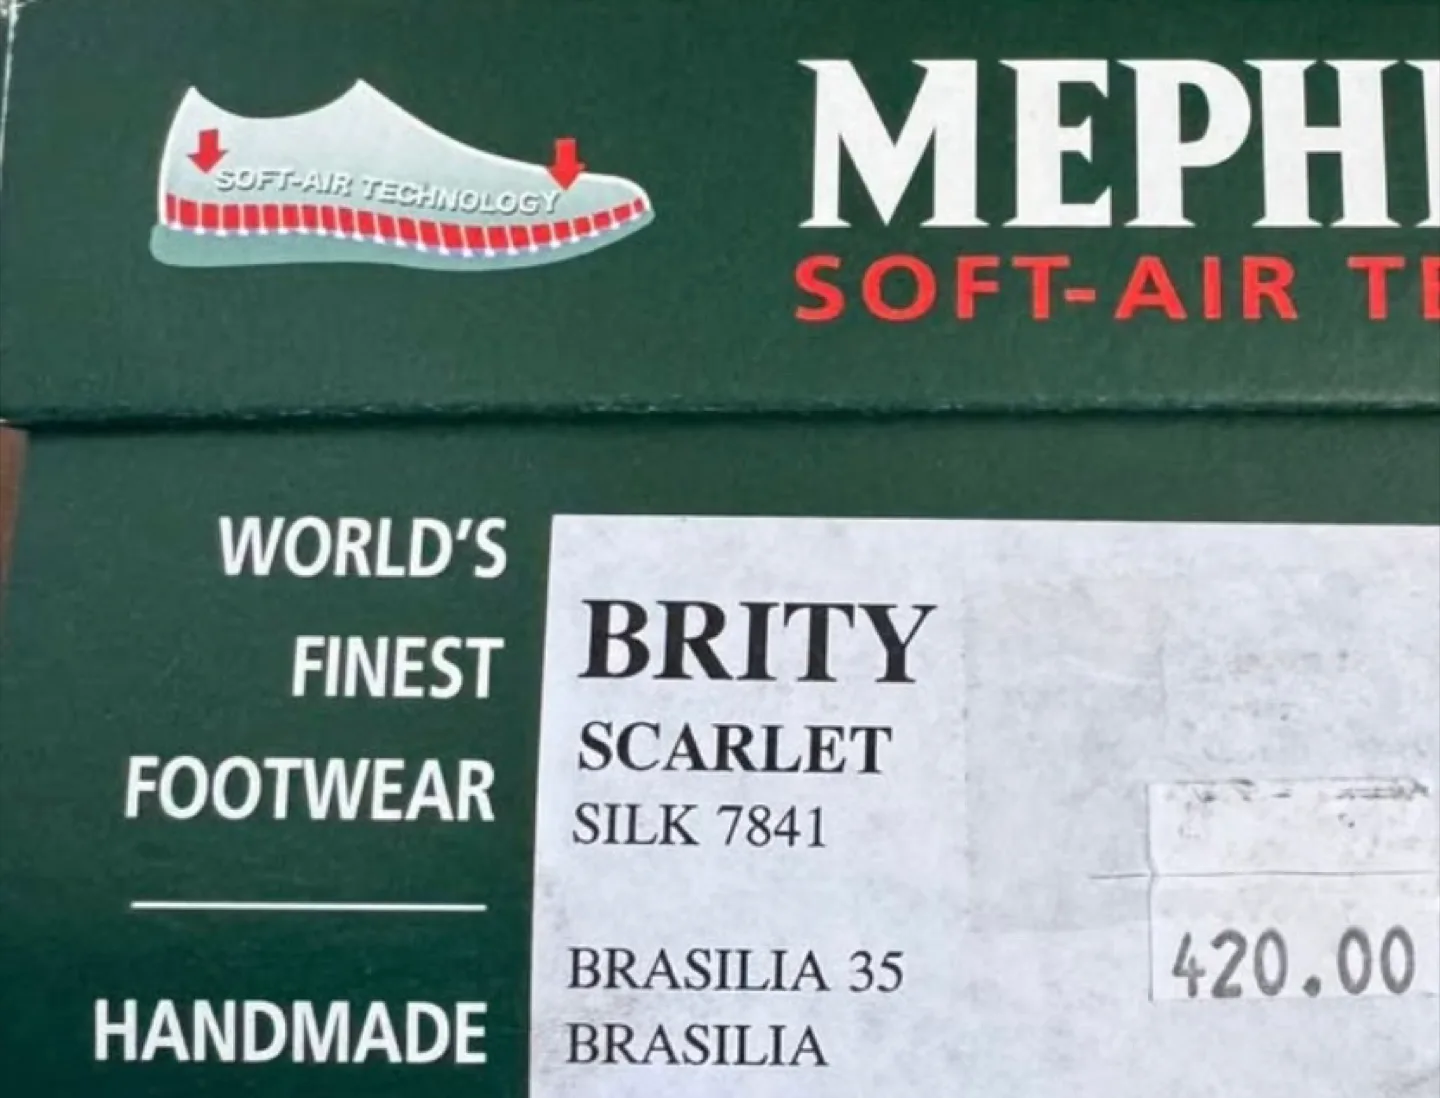 SOFT-AIR TECHNOLOGY
MEPH
SOFT-AIR TE
WORLD'S
FINEST
FOOTWEAR
HANDMADE
BRITY
SCARLET
SILK 7841
BRASILIA 35
BRASILIA
420.00